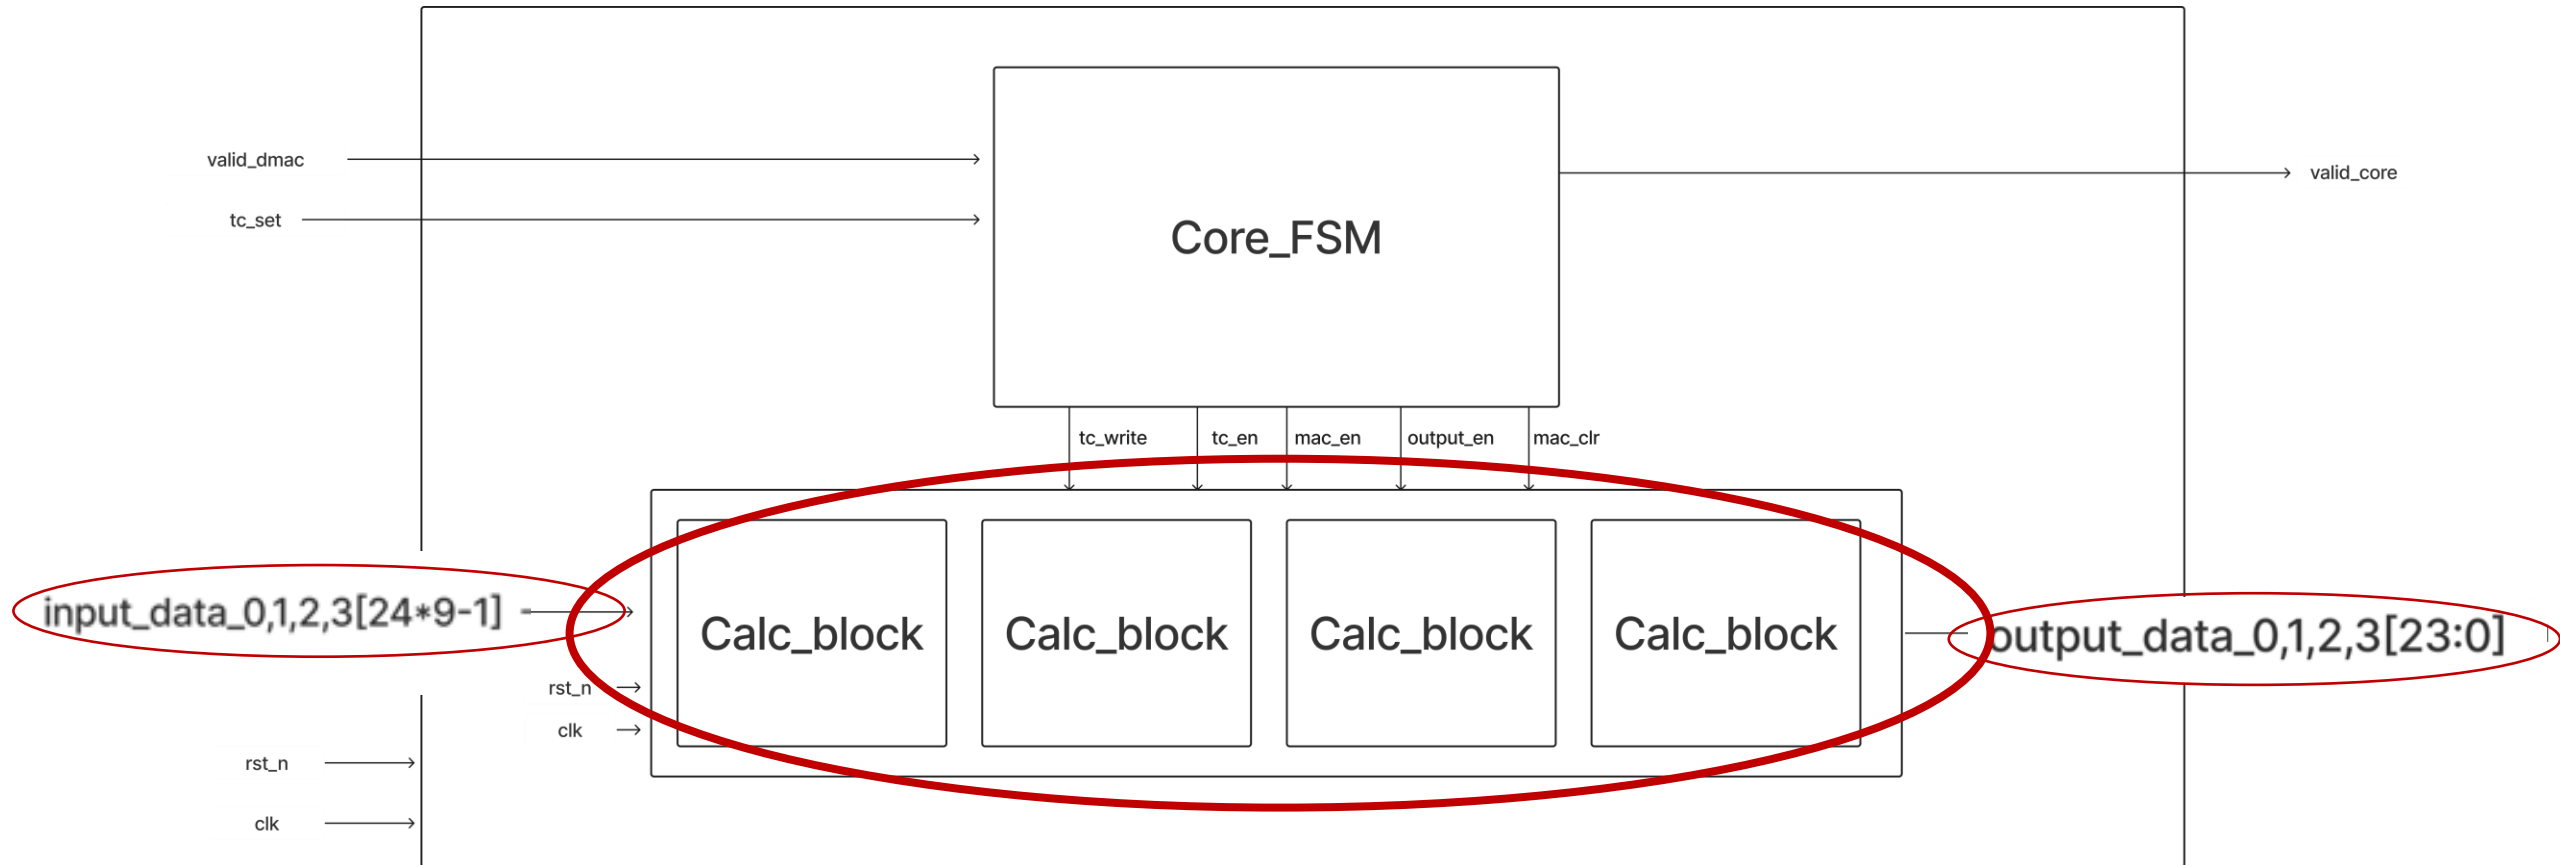 valid_dmac
valid_core
tc_set
Core_FSM
tc_write
tc_en
mac_en
output_en
mac_clr
input_data_0,1,2,3[24*9-1]
Calc_block
Calc_block
Calc_block
Calc_block
output_data_0,1,2,3[23:0]
rst_n
clk
rst_n
clk